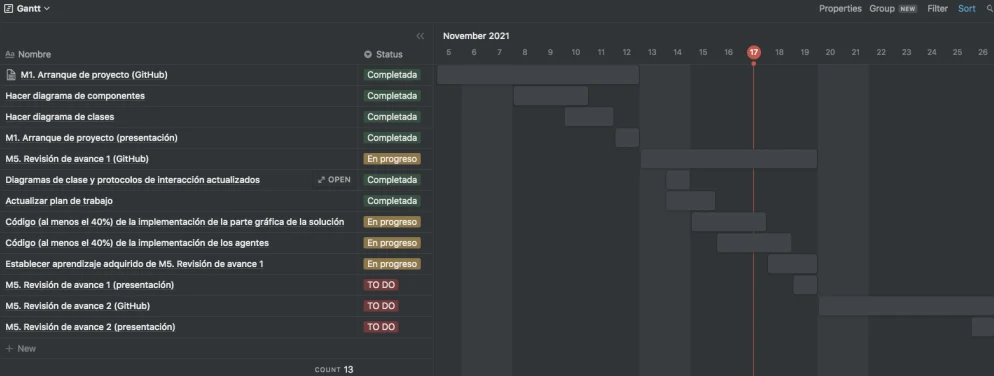 Gantt
Properties Group NEW Filter Sort
November 2021
Aa Nombre Status
5 6 7 8 9 10 11 12 13 14 15 16 17 18 19 20 21 22 23 24 25 26
M1. Arranque de proyecto (GitHub) Completada
Hacer diagrama de componentes Completada
Hacer diagrama de clases Completada
M1. Arranque de proyecto (presentación) Completada
M5. Revisión de avance 1 (GitHub) En progreso
Diagramas de clase y protocolos de interacción actualizados OPEN Completada
Actualizar plan de trabajo Completada
Código (al menos el 40%) de la implementación de la parte gráfica de la solución En progreso
Código (al menos el 40%) de la implementación de los agentes En progreso
Establecer aprendizaje adquirido de M5. Revisión de avance 1 En progreso
M5. Revisión de avance 1 (presentación) TO DO
M5. Revisión de avance 2 (GitHub) TO DO
M5. Revisión de avance 2 (presentación) TO DO
+ New
COUNT 13